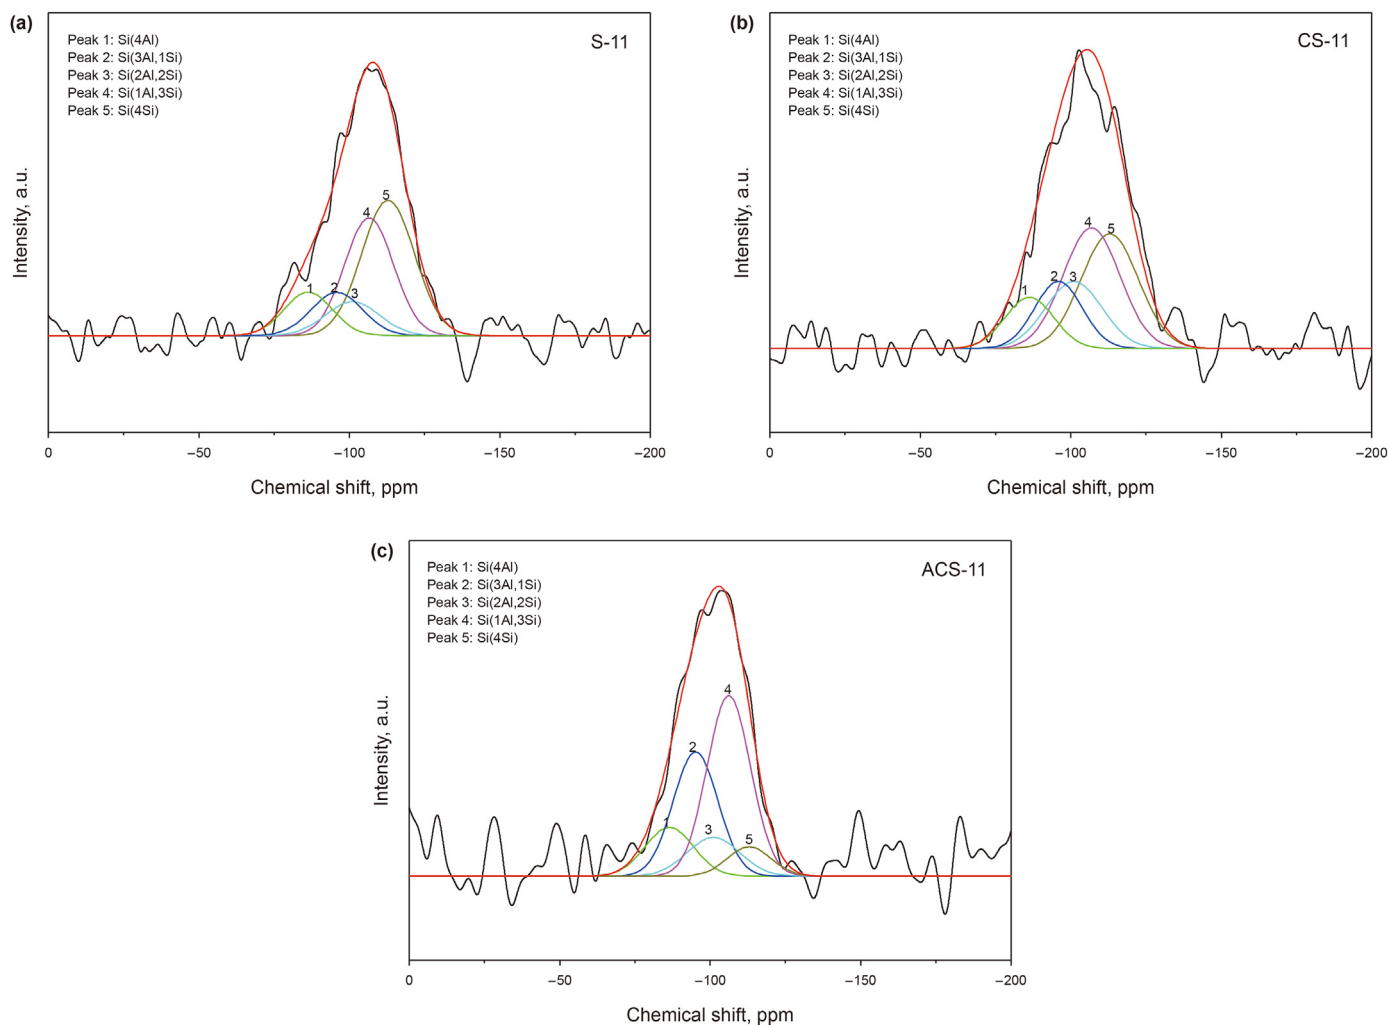 (a)
Peak 1: Si(4Al)
Peak 2: Si(3Al,1Si)
Peak 3: Si(2Al,2Si)
Peak 4: Si(1Al,3Si)
Peak 5: Si(4Si)
S-11
5
4
1
2
3
Intensity, a.u.
0
−50
−100
−150
−200
Chemical shift, ppm
(b)
Peak 1: Si(4Al)
Peak 2: Si(3Al,1Si)
Peak 3: Si(2Al,2Si)
Peak 4: Si(1Al,3Si)
Peak 5: Si(4Si)
CS-11
4
5
2
3
1
Intensity, a.u.
0
−50
−100
−150
−200
Chemical shift, ppm
(c)
Peak 1: Si(4Al)
Peak 2: Si(3Al,1Si)
Peak 3: Si(2Al,2Si)
Peak 4: Si(1Al,3Si)
Peak 5: Si(4Si)
ACS-11
4
2
1
3
5
Intensity, a.u.
0
−50
−100
−150
−200
Chemical shift, ppm